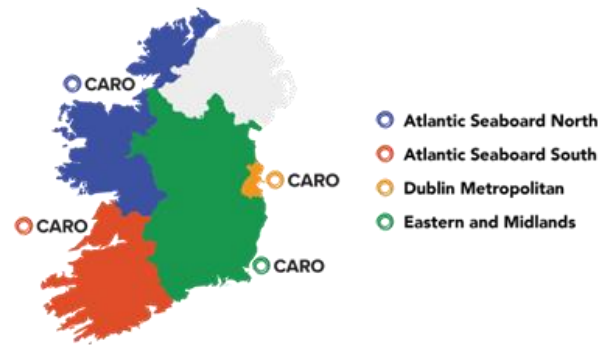 CARO
CARO
CARO
CARO
Atlantic Seaboard North
Atlantic Seaboard South
Dublin Metropolitan
Eastern and Midlands